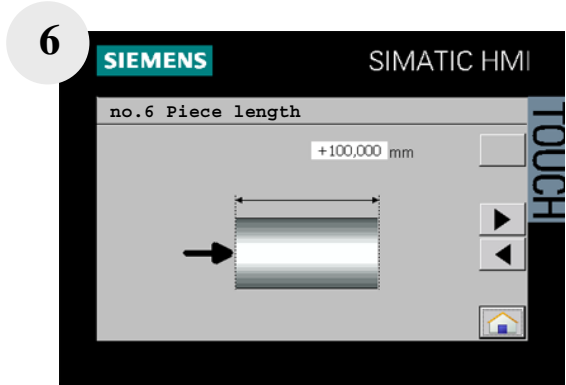 6
SIEMENS
SIMATIC HMI
TOUCH
no.6 Piece length
+100,000 mm